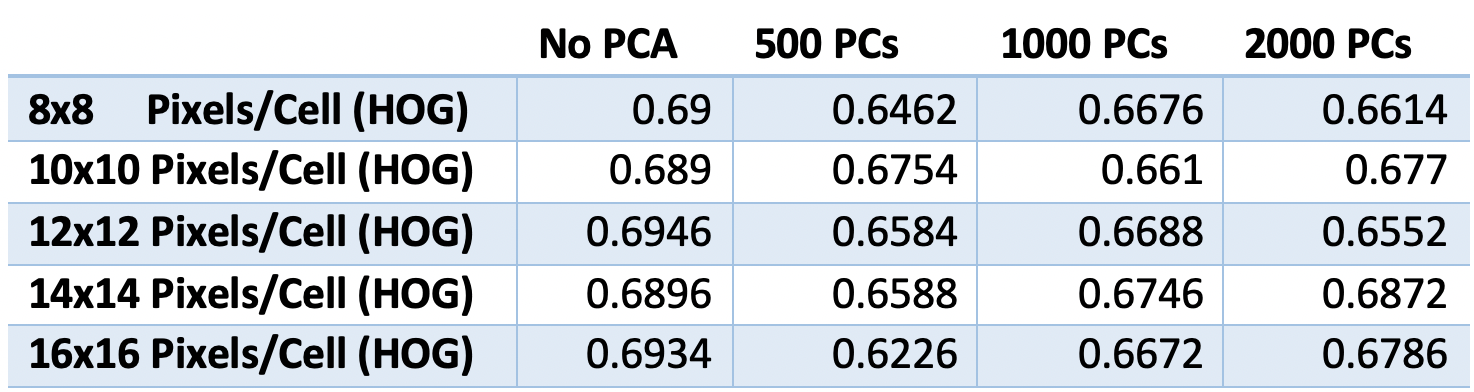 No PCA 500 PCs 1000 PCs 2000 PCs
8x8 Pixels/Cell (HOG) 0.69 0.6462 0.6676 0.6614
10x10 Pixels/Cell (HOG) 0.689 0.6754 0.661 0.677
12x12 Pixels/Cell (HOG) 0.6946 0.6584 0.6688 0.6552
14x14 Pixels/Cell (HOG) 0.6896 0.6588 0.6746 0.6872
16x16 Pixels/Cell (HOG) 0.6934 0.6226 0.6672 0.6786